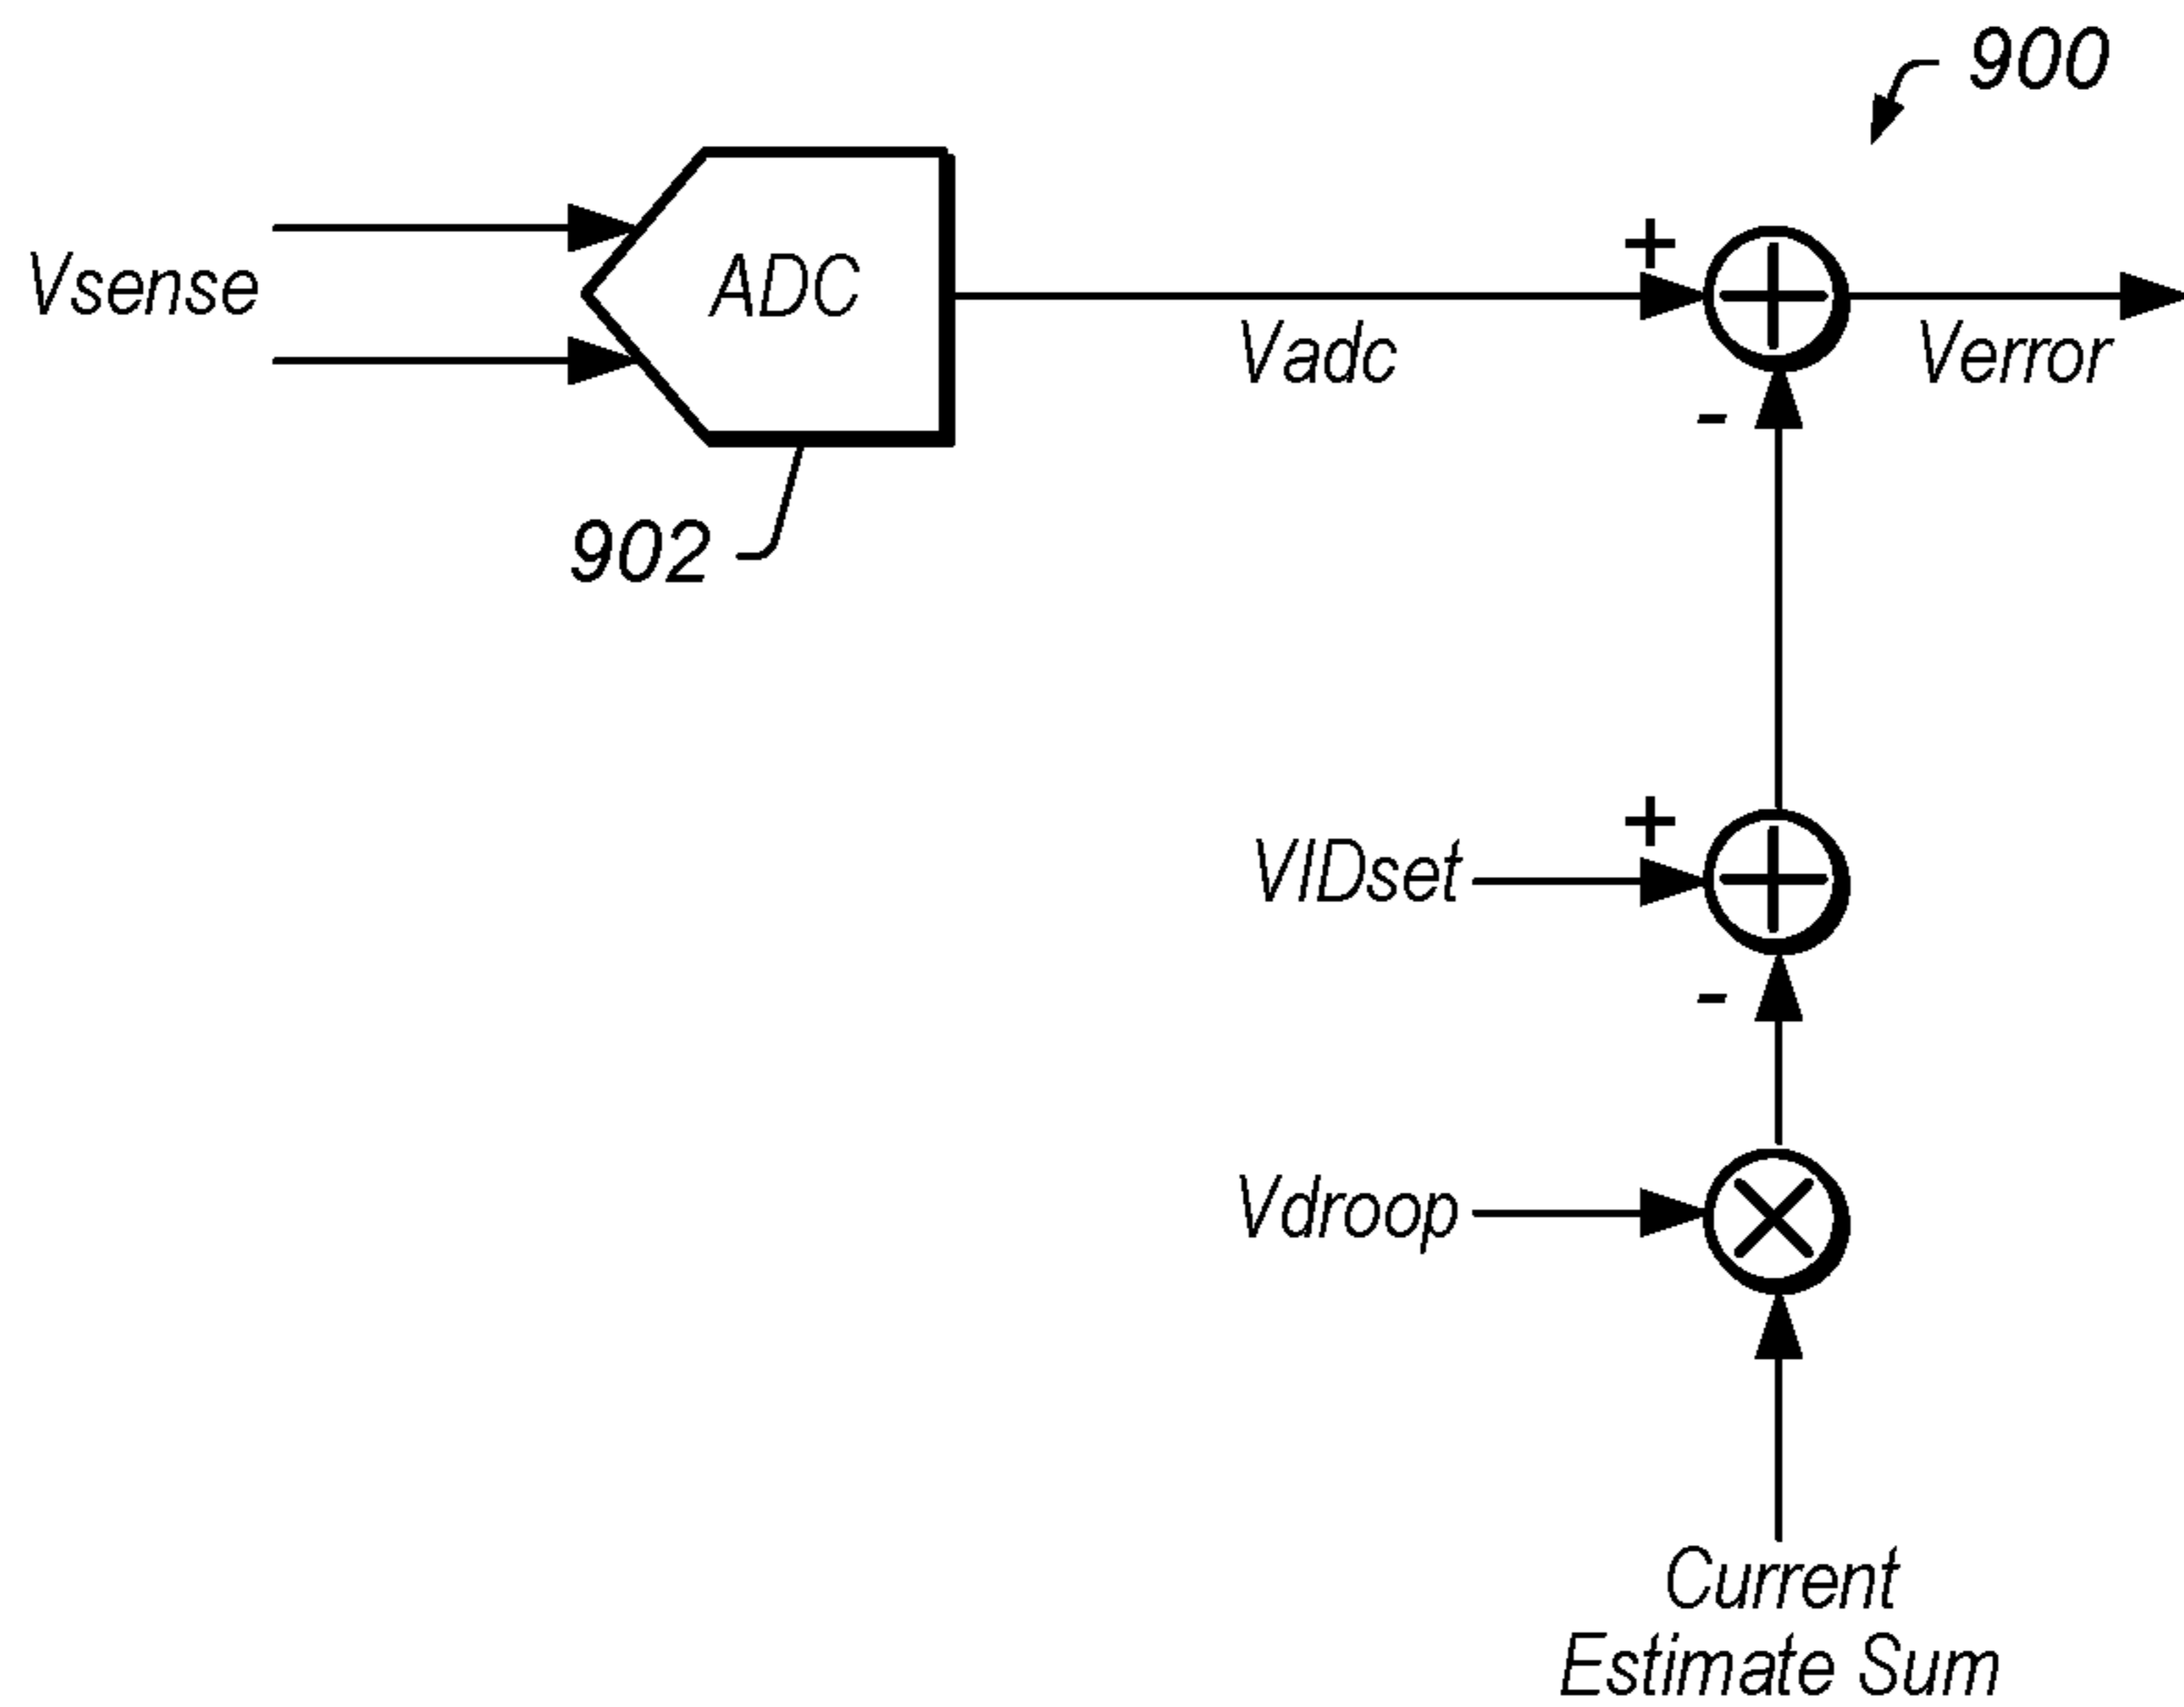 900
Vsense
ADC
+
Vadc
Verror
-
902
+
VIDset
-
Vdroop
Current
Estimate Sum